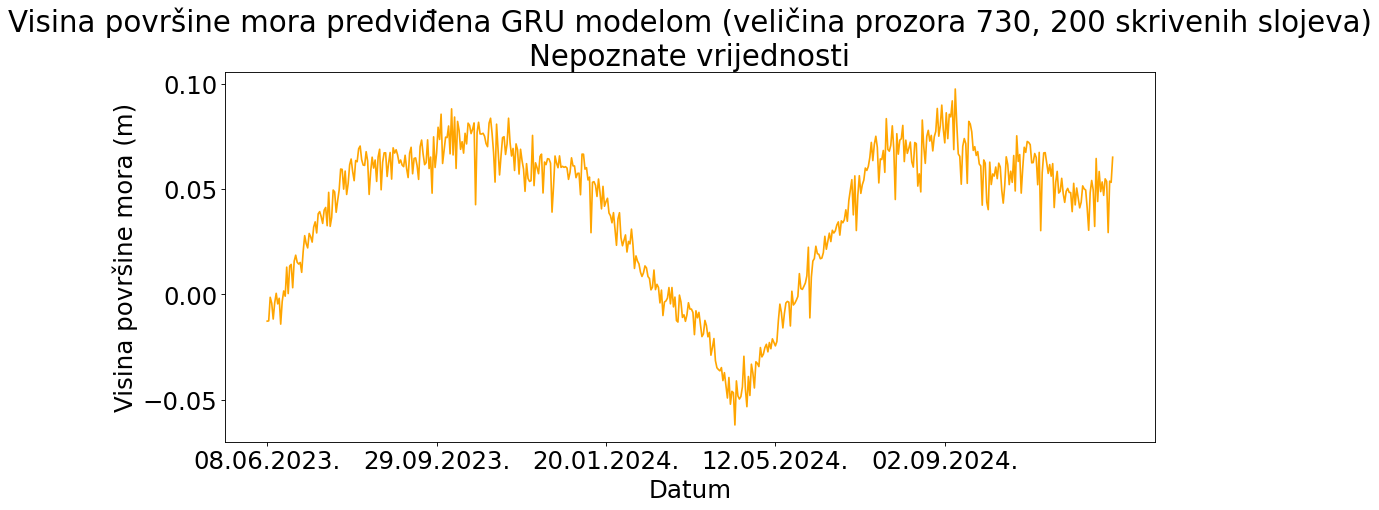 Visina površine mora predviđena GRU modelom (veličina prozora 730, 200 skrivenih slojeva)
Nepoznate vrijednosti
Visina površine mora (m)
0.10
0.05
0.00
−0.05
08.06.2023. 29.09.2023. 20.01.2024. 12.05.2024. 02.09.2024.
Datum